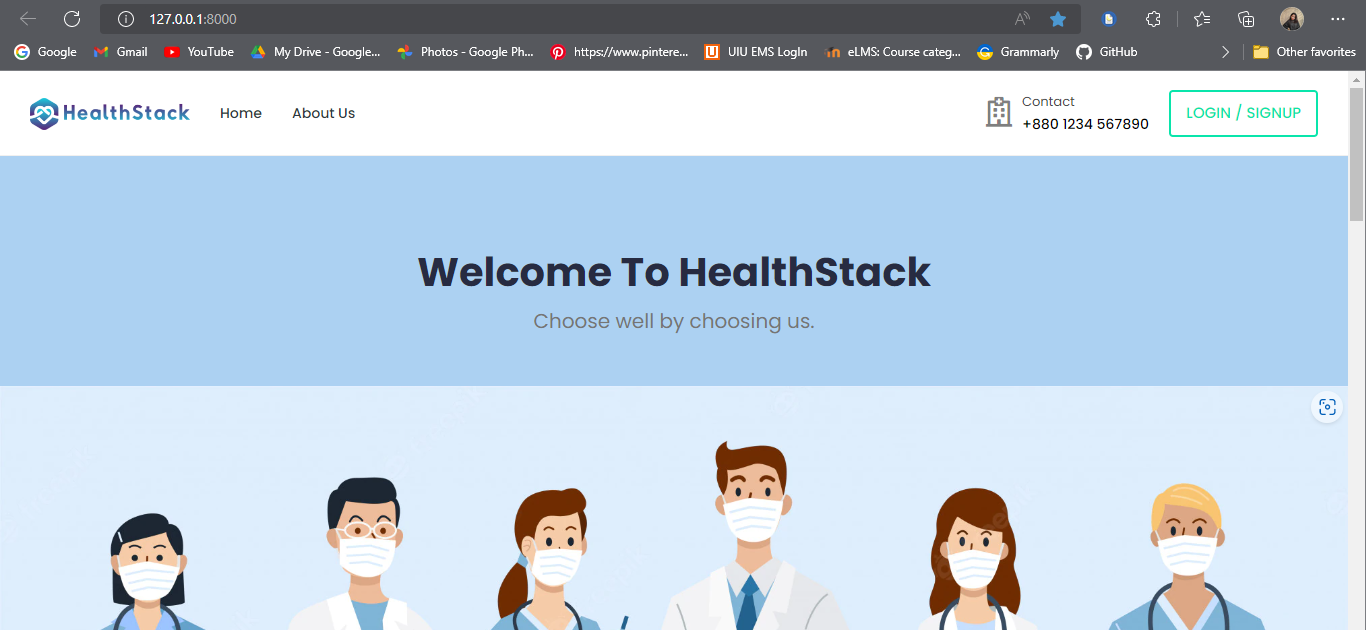 127.0.0.1:8000
Google Gmail YouTube My Drive - Google... Photos - Google Ph... https://www.pintere... UIU EMS LogIn eLMS: Course categ... Grammarly GitHub Other favorites
HealthStack Home About Us
Contact
+880 1234 567890
LOGIN / SIGNUP
Welcome To HealthStack
Choose well by choosing us.